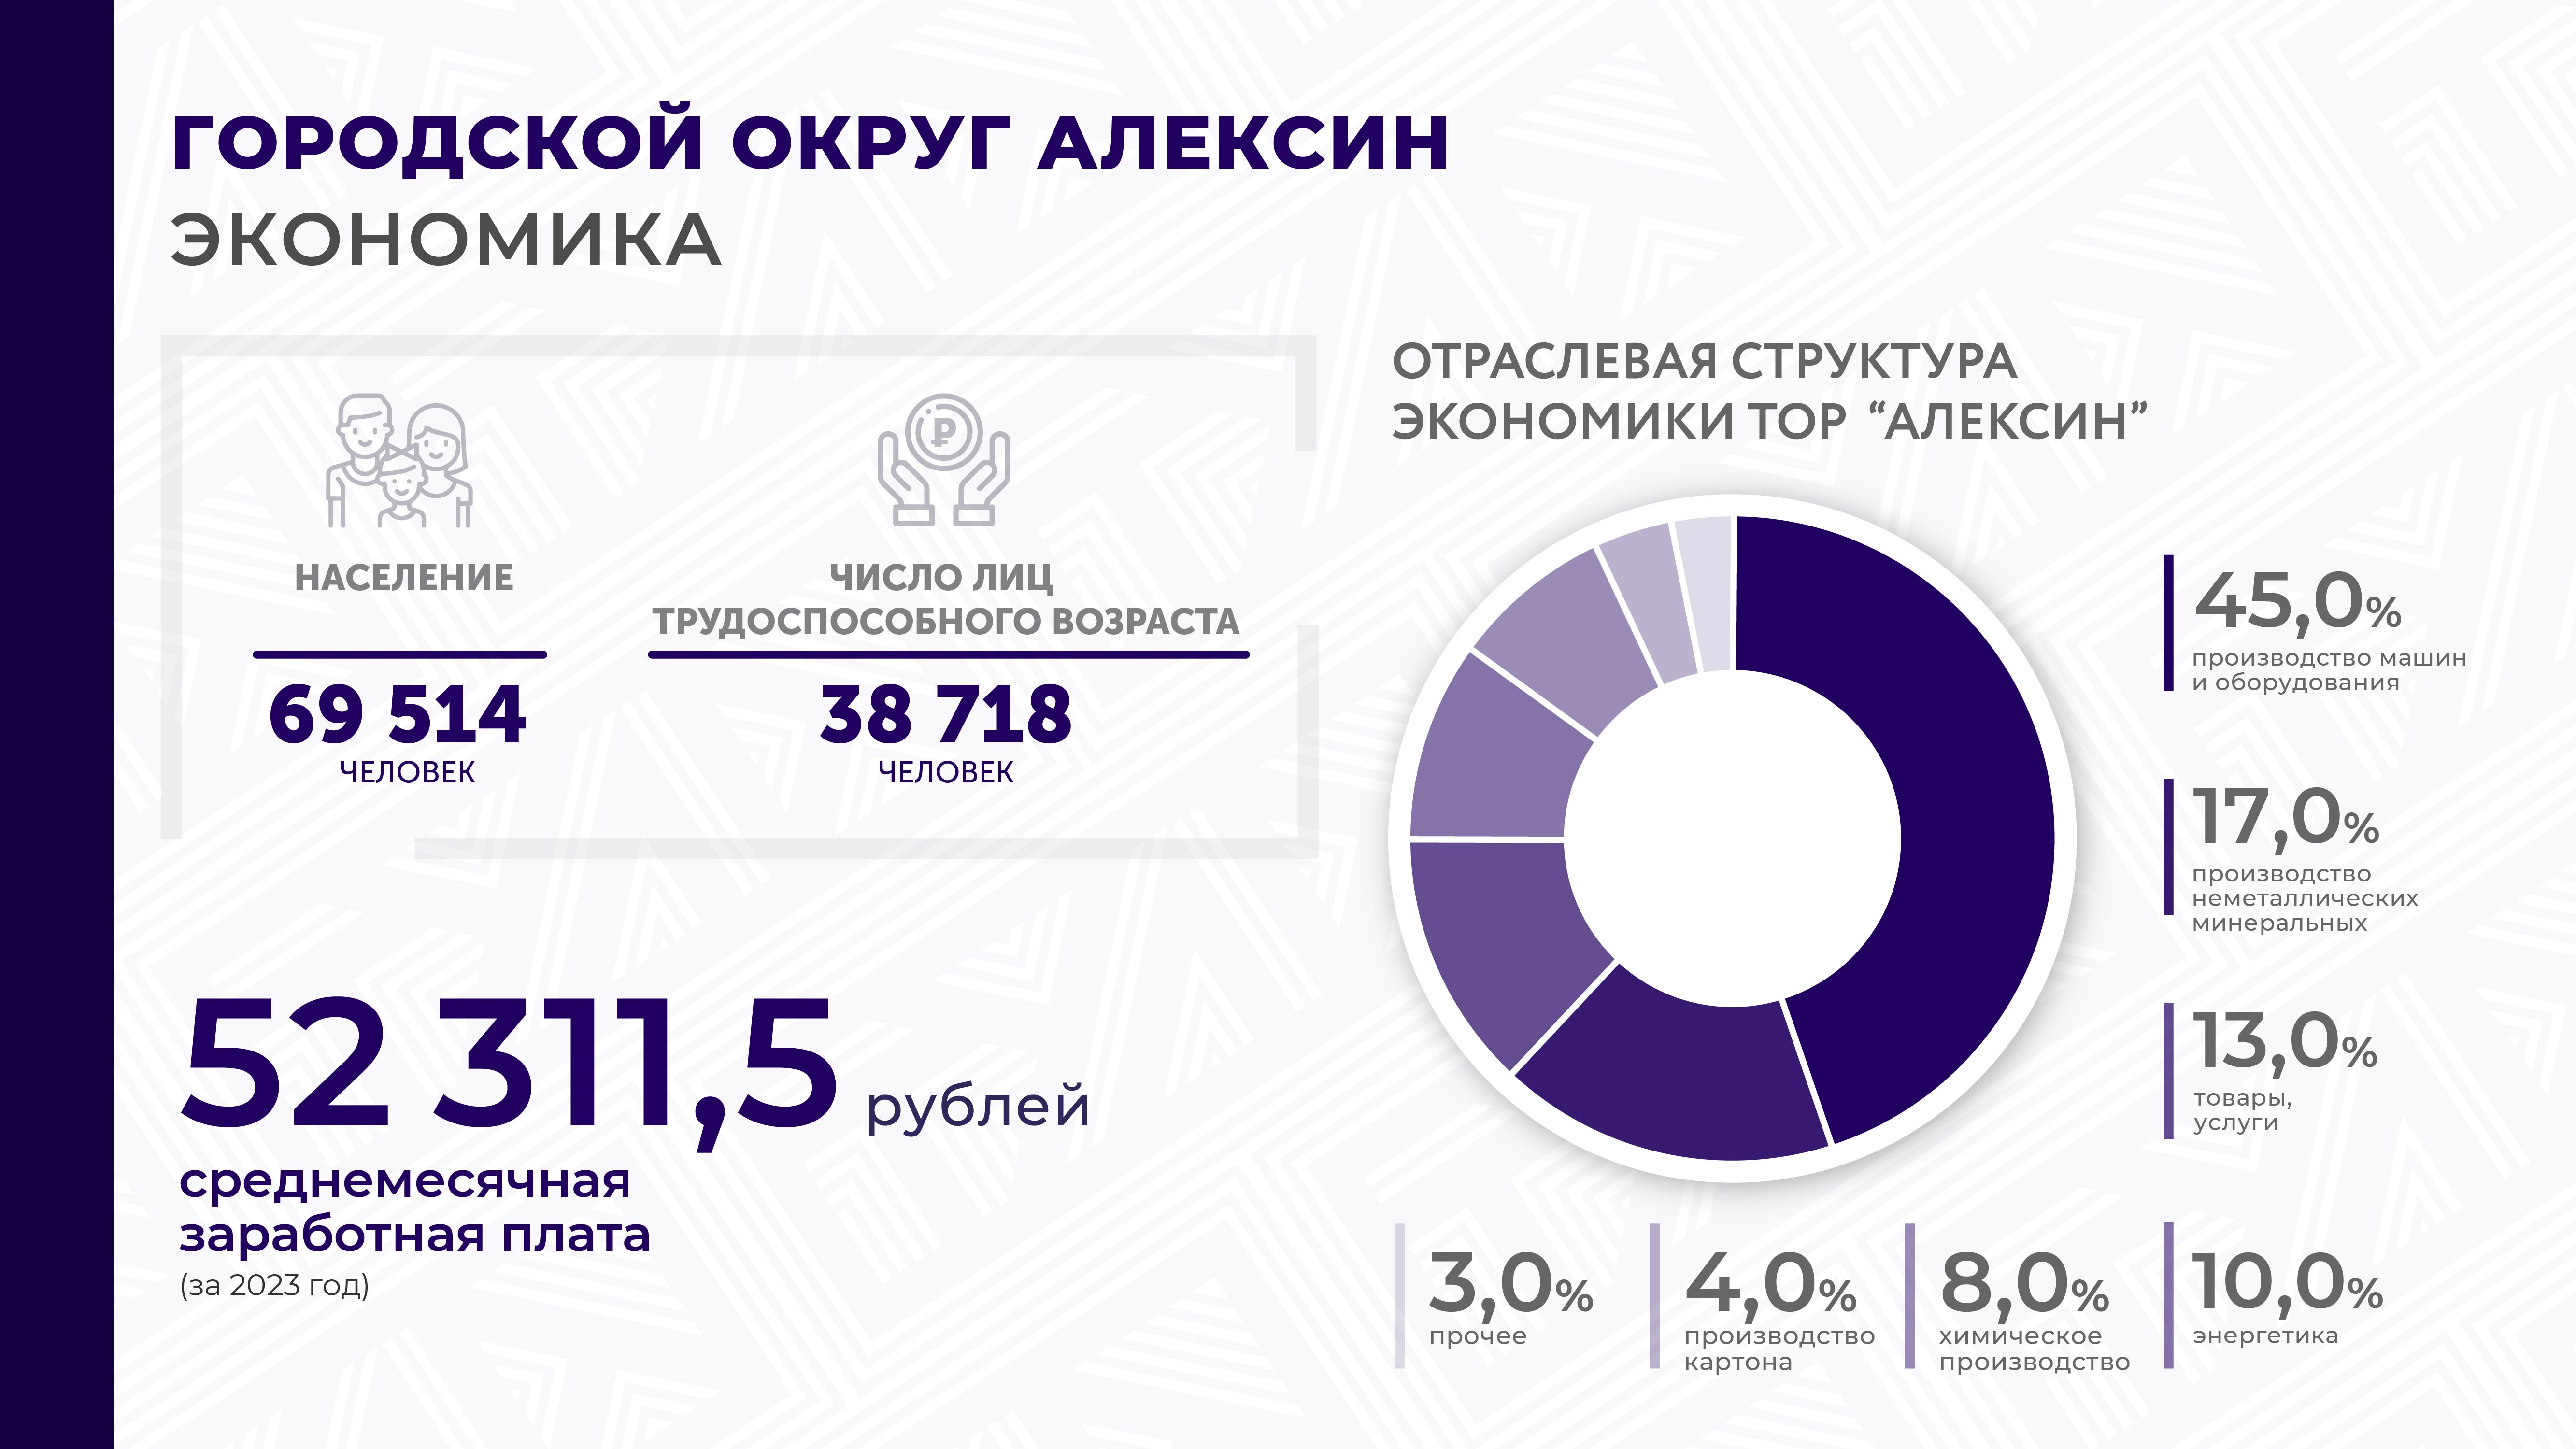 ГОРОДСКОЙ ОКРУГ АЛЕКСИН
ЭКОНОМИКА
НАСЕЛЕНИЕ
69 514
ЧЕЛОВЕК
ЧИСЛО ЛИЦ
ТРУДОСПОСОБНОГО ВОЗРАСТА
38 718
ЧЕЛОВЕК
52 311,5 рублей
среднемесячная
заработная плата
(за 2023 год)
ОТРАСЛЕВАЯ СТРУКТУРА
ЭКОНОМИКИ ТОР “АЛЕКСИН”
45,0%
производство машин
и оборудования
17,0%
производство
неметаллических
минеральных
13,0%
товары,
услуги
3,0%
прочее
4,0%
производство
картона
8,0%
химическое
производство
10,0%
энергетика